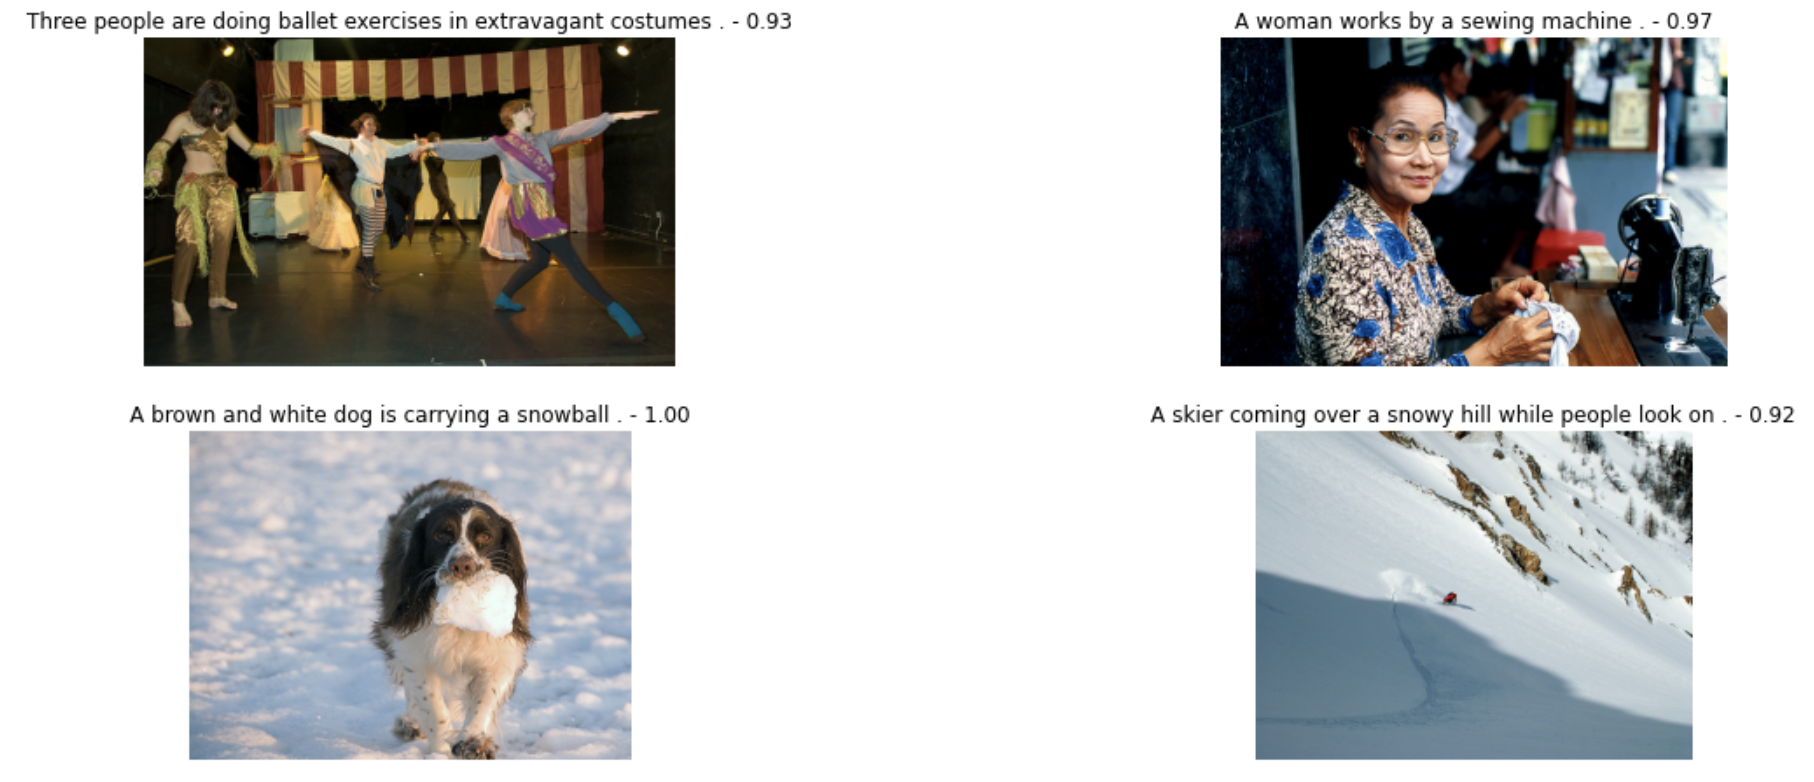 Three people are doing ballet exercises in extravagant costumes . - 0.93
A woman works by a sewing machine . - 0.97
A brown and white dog is carrying a snowball . - 1.00
A skier coming over a snowy hill while people look on . - 0.92